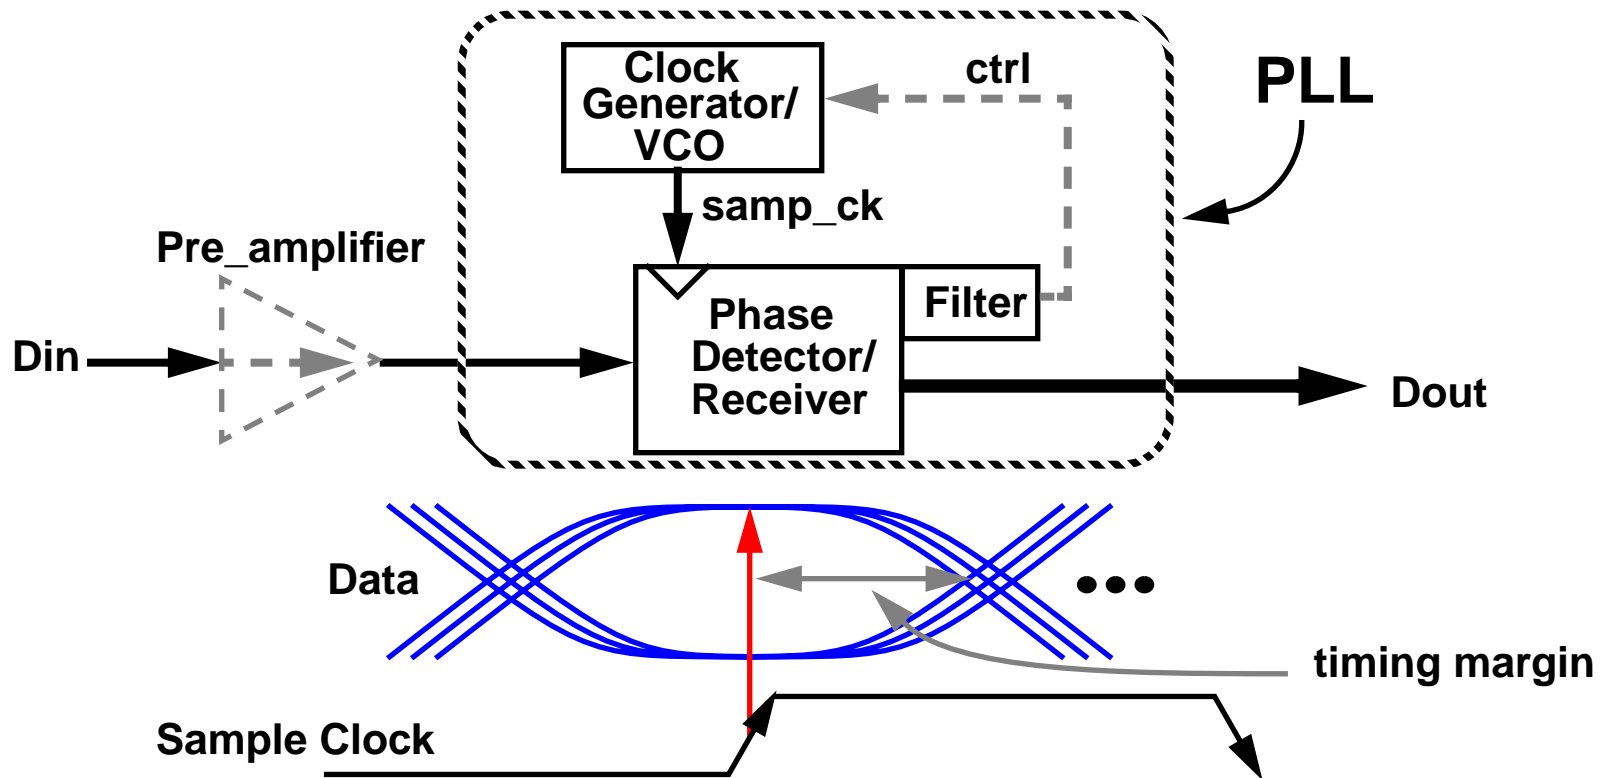 Clock
Generator/
VCO
ctrl
PLL
samp_ck
Pre_amplifier
Filter
Phase
Detector/
Receiver
Din
Dout
Data
timing margin
Sample Clock